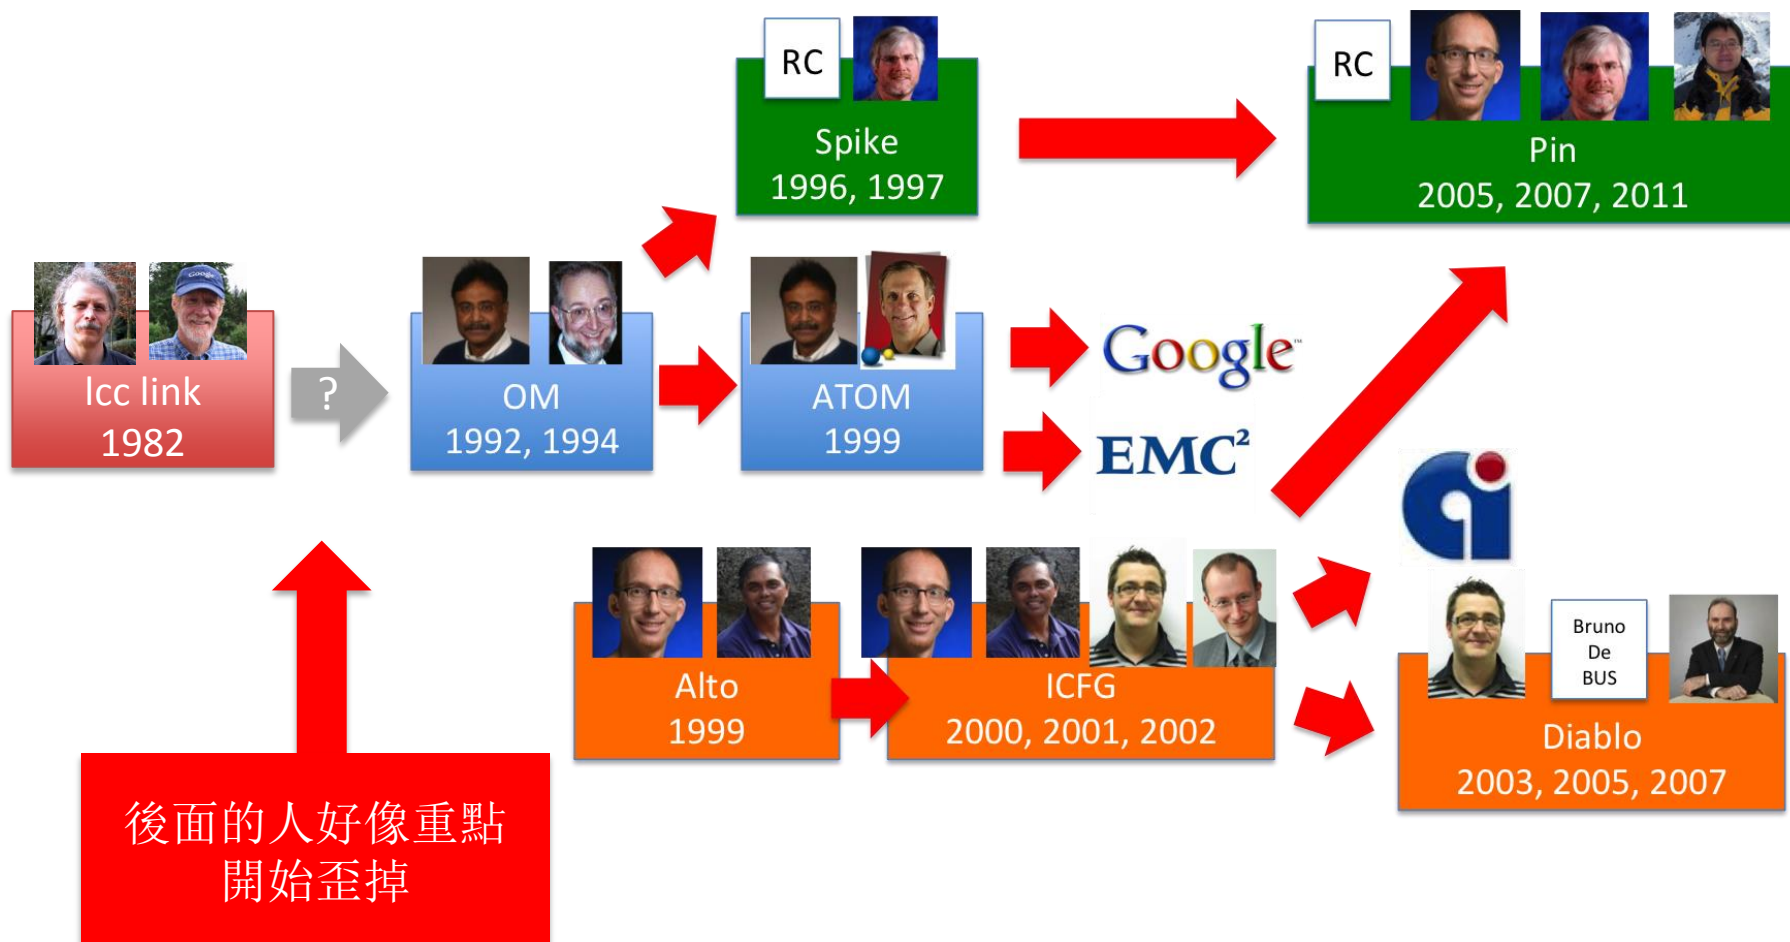 RC
Spike
1996, 1997
RC
Pin
2005, 2007, 2011
Google
lcc link
1982
?
OM
1992, 1994
ATOM
1999
Google™
EMC²
Alto
1999
ICFG
2000, 2001, 2002
Bruno
De
BUS
Diablo
2003, 2005, 2007
後面的人好像重點
開始歪掉